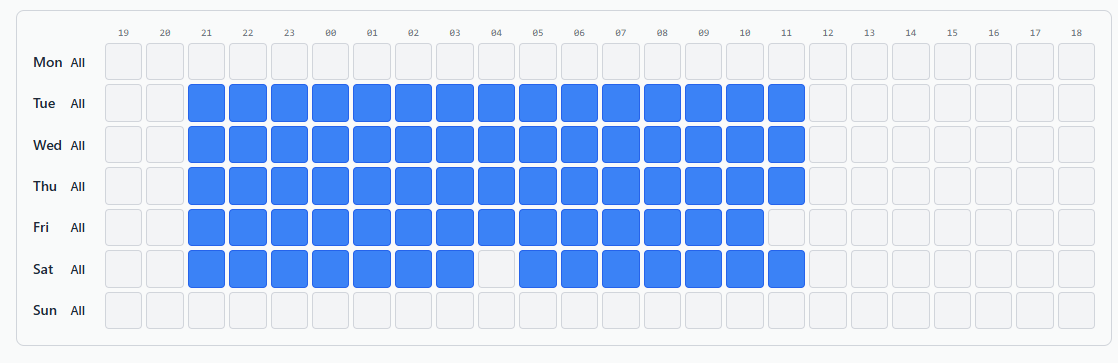 19 20 21 22 23 00 01 02 03 04 05 06 07 08 09 10 11 12 13 14 15 16 17 18
Mon All
Tue All
Wed All
Thu All
Fri All
Sat All
Sun All